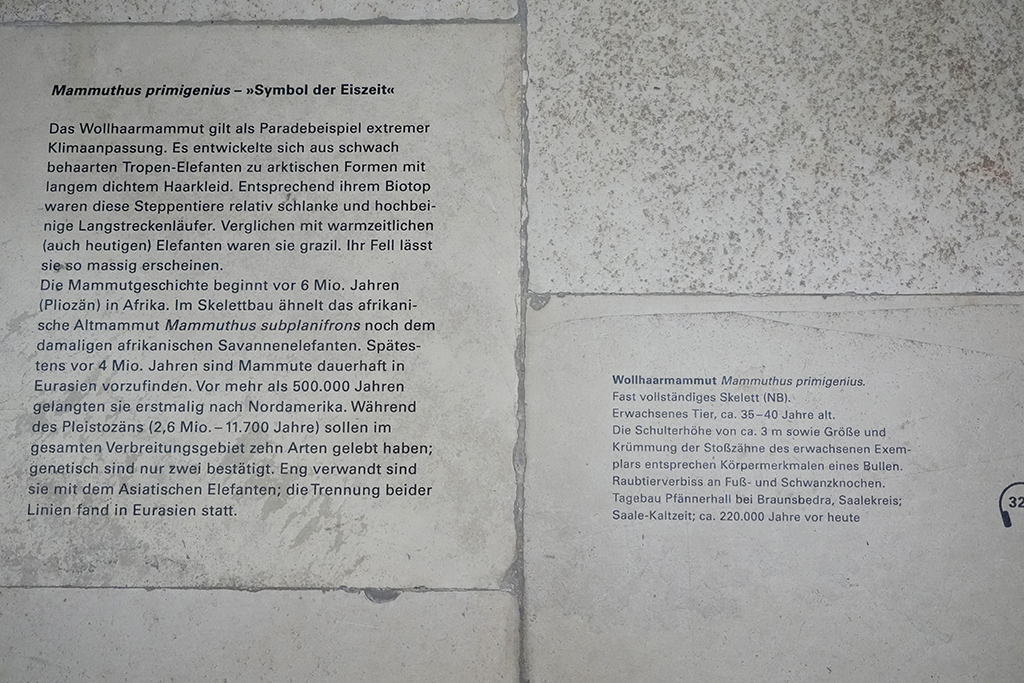 Mammuthus primigenius – »Symbol der Eiszeit«
Das Wollhaarmammut gilt als Paradebeispiel extremer
Klimaanpassung. Es entwickelte sich aus schwach
behaarten Tropen-Elefanten zu arktischen Formen mit
langem dichtem Haarkleid. Entsprechend ihrem Biotop
waren diese Steppentiere relativ schlanke und hochbei-
nige Langstreckenläufer. Verglichen mit warmzeitlichen
(auch heutigen) Elefanten waren sie grazil. Ihr Fell lässt
sie so massig erscheinen.
Die Mammutgeschichte beginnt vor 6 Mio. Jahren
(Pliozän) in Afrika. Im Skelettbau ähnelt das afrikani-
sche Altmammut Mammuthus subplanifrons noch dem
damaligen afrikanischen Savannenelefanten. Spätes-
tens vor 4 Mio. Jahren sind Mammute dauerhaft in
Eurasien vorzufinden. Vor mehr als 500.000 Jahren
gelangten sie erstmalig nach Nordamerika. Während
des Pleistozäns (2,6 Mio. – 11.700 Jahre) sollen im
gesamten Verbreitungsgebiet zehn Arten gelebt haben;
genetisch sind nur zwei bestätigt. Eng verwandt sind
sie mit dem Asiatischen Elefanten; die Trennung beider
Linien fand in Eurasien statt.
Wollhaarmammut Mammuthus primigenius.
Fast vollständiges Skelett (NB).
Erwachsenes Tier, ca. 35–40 Jahre alt.
Die Schulterhöhe von ca. 3 m sowie Größe und
Krümmung der Stoßzähne des erwachsenen Exem-
plars entsprechen Körpermerkmalen eines Bullen.
Raubtierverbiss an Fuß- und Schwanzknochen.
Tagebau Pfännerhall bei Braunsbedra, Saalekreis;
Saale-Kaltzeit; ca. 220.000 Jahre vor heute
32